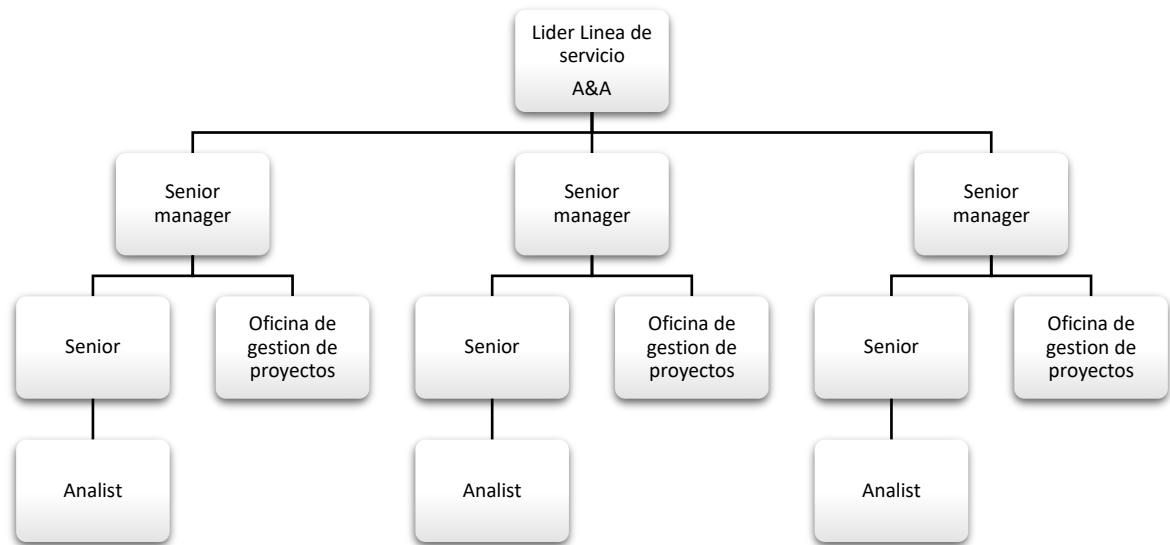 Lider Linea de
servicio
A&A
Senior
manager
Senior
manager
Senior
manager
Senior
Oficina de
gestion de
proyectos
Senior
Oficina de
gestion de
proyectos
Senior
Oficina de
gestion de
proyectos
Analist
Analist
Analist